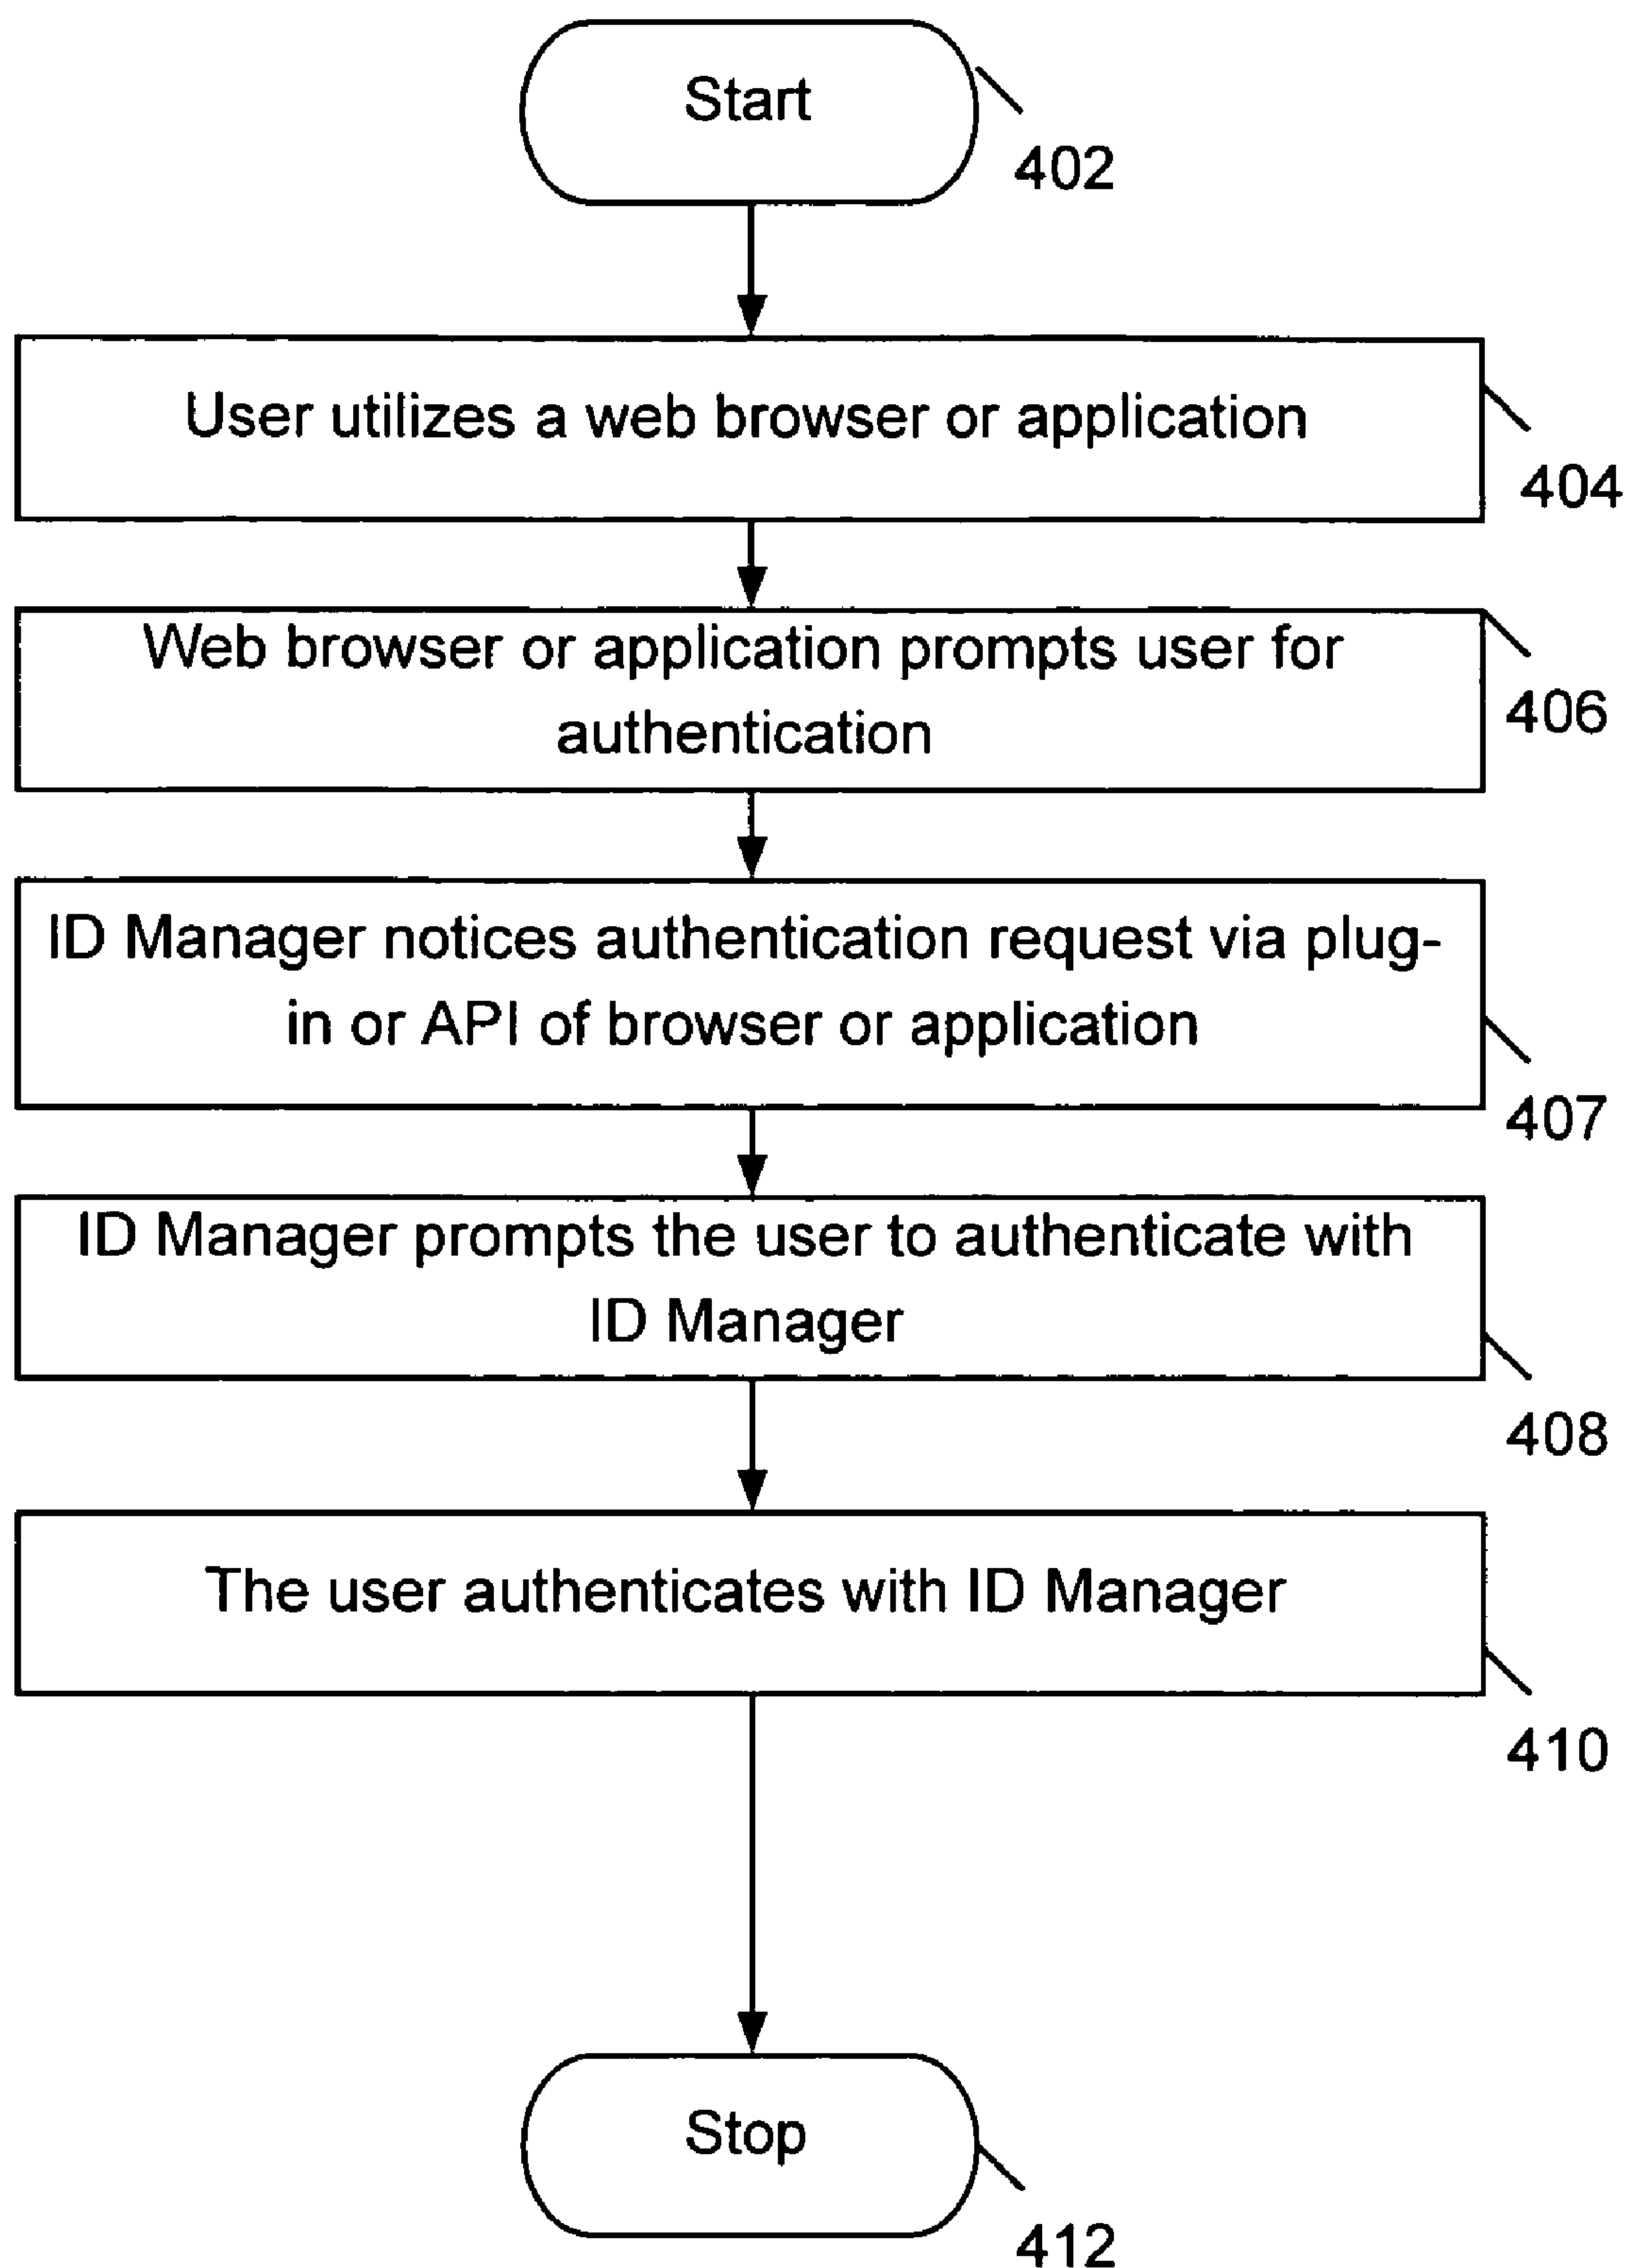 Start
402
User utilizes a web browser or application
404
Web browser or application prompts user for
authentication
406
ID Manager notices authentication request via plug-
in or API of browser or application
407
ID Manager prompts the user to authenticate with
ID Manager
408
The user authenticates with ID Manager
410
Stop
412